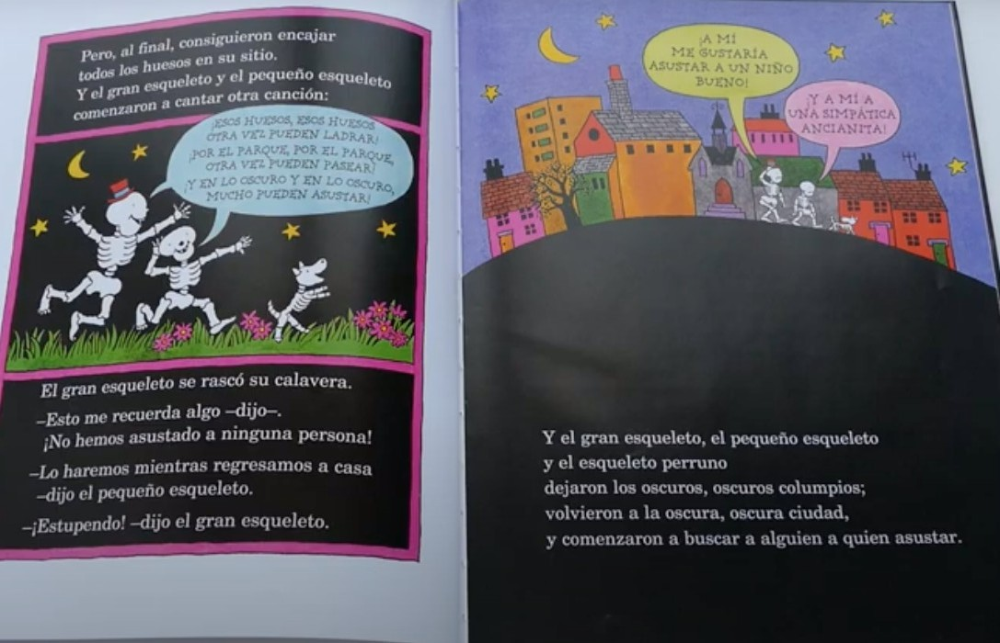 Pero, al final, consiguieron encajar
todos los huesos en su sitio.
Y el gran esqueleto y el pequeño esqueleto
comenzaron a cantar otra canción:
¡ESOS HUESOS, ESOS HUESOS
OTRA VEZ PUEDEN LADRAR!
¡POR EL PARQUE, POR EL PARQUE,
OTRA VEZ PUEDEN PASEAR!
¡Y EN LO OSCURO Y EN LO OSCURO,
MUCHO PUEDEN ASUSTAR!
El gran esqueleto se rascó su calavera.
–Esto me recuerda algo –dijo–.
¡No hemos asustado a ninguna persona!
–Lo haremos mientras regresamos a casa
–dijo el pequeño esqueleto.
–¡Estupendo! –dijo el gran esqueleto.
¡A MÍ
ME GUSTARÍA
ASUSTAR A UN NIÑO
BUENO!
¡Y A MÍ A
UNA SIMPÁTICA
ANCIANITA!
Y el gran esqueleto, el pequeño esqueleto
y el esqueleto perruno
dejaron los oscuros, oscuros columpios;
volvieron a la oscura, oscura ciudad,
y comenzaron a buscar a alguien a quien asustar.